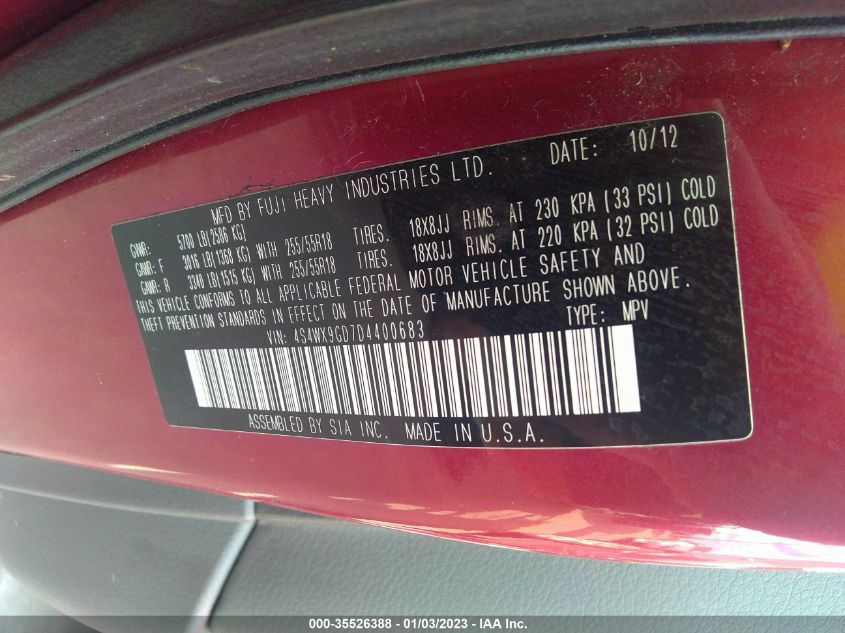 MFD BY FUJI HEAVY INDUSTRIES LTD. DATE: 10/12
GVWR: 5700 LB(2586 KG)
GAWR: F 3015 LB(1368 KG) WITH 255/55R18 TIRES. 18X8JJ RIMS. AT 230 KPA (33 PSI) COLD
GAWR: R 3340 LB(1515 KG) WITH 255/55R18 TIRES. 18X8JJ RIMS. AT 220 KPA (32 PSI) COLD
THIS VEHICLE CONFORMS TO ALL APPLICABLE FEDERAL MOTOR VEHICLE SAFETY AND
THEFT PREVENTION STANDARDS IN EFFECT ON THE DATE OF MANUFACTURE SHOWN ABOVE.
VIN: 4S4WX9GD7D4400683 TYPE: MPV
ASSEMBLED BY SIA INC. MADE IN U.S.A.
000-35526388 - 01/03/2023 - IAA Inc.